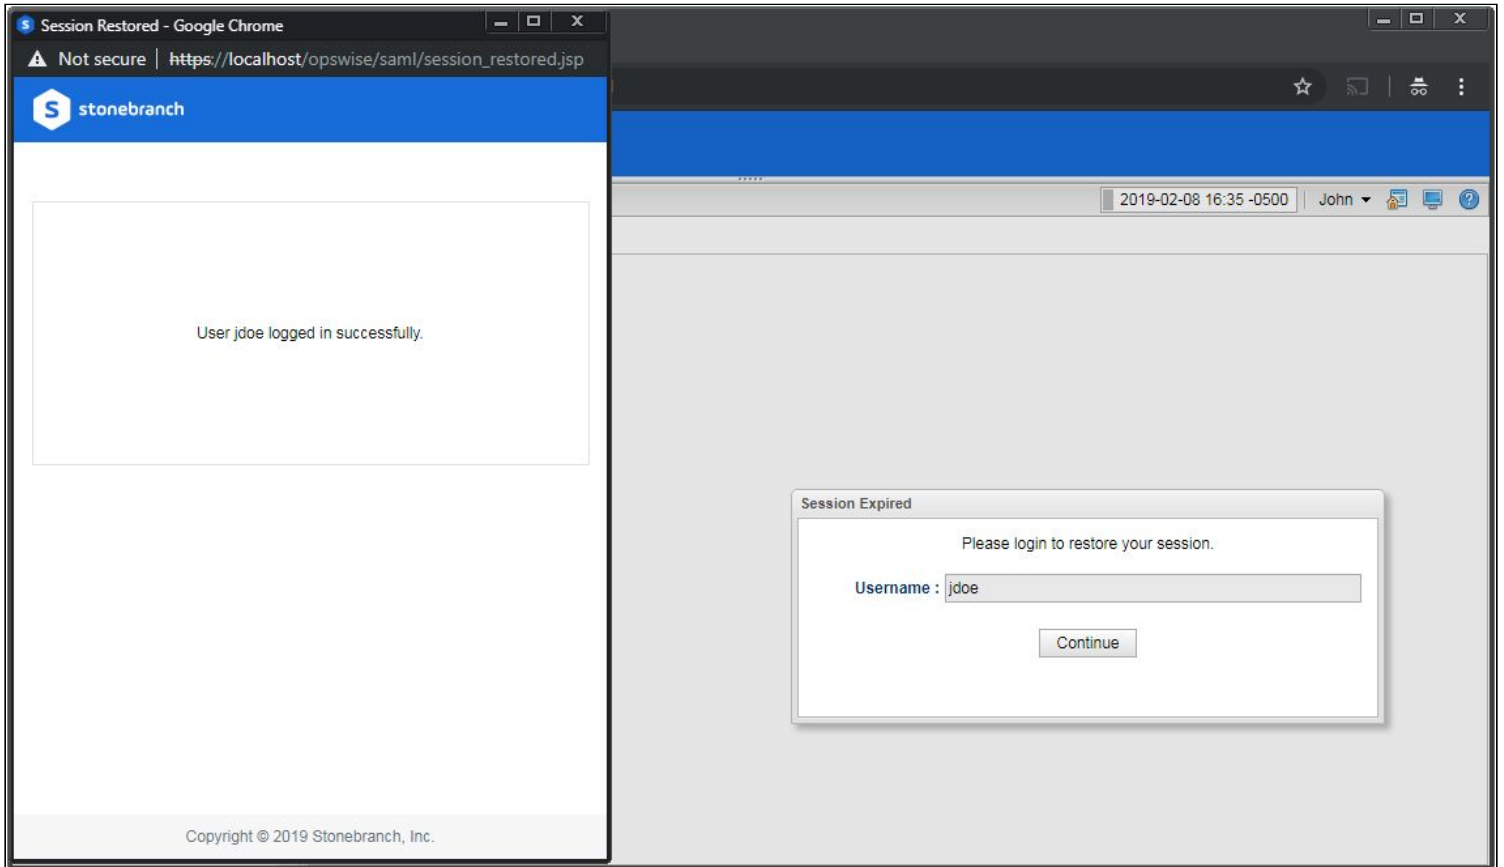 Session Restored - Google Chrome
Not secure | https://localhost/opswise/saml/session_restored.jsp
stonebranch
User jdoe logged in successfully.
Copyright © 2019 Stonebranch, Inc.
2019-02-08 16:35 -0500
John
Session Expired
Please login to restore your session.
Username : jdoe
Continue